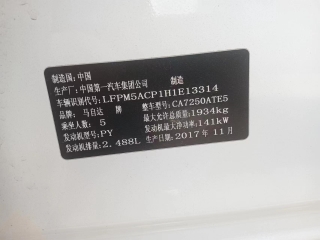 制造国:中国
生产厂:中国第一汽车集团公司 制造
车辆识别代号:LFPM5ACP1H1E13314
品牌:马自达牌 整车型号:CA7250ATE5
乘坐人数:5 最大允许总质量:1934kg
发动机型号:PY 发动机最大净功率:141kW
发动机排量:2.488L 生产日期:2017年11月